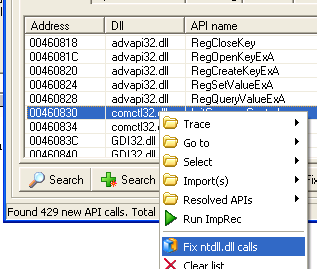 Address Dll API name
00460818 advapi32.dll RegCloseKey
0046081C advapi32.dll RegOpenKeyExA
00460820 advapi32.dll RegCreateKeyExA
00460824 advapi32.dll RegSetValueExA
00460828 advapi32.dll RegQueryValueExA
00460830 comctl32.dll
00460834 comctl32.dll
0046083C GDI32.dll
00460840 GDI32.dll
Trace
Go to
Select
Import(s)
Resolved APIs
Run ImpRec
Fix ntdll.dll calls
Clear list
Search Search
Found 429 new API calls. Total